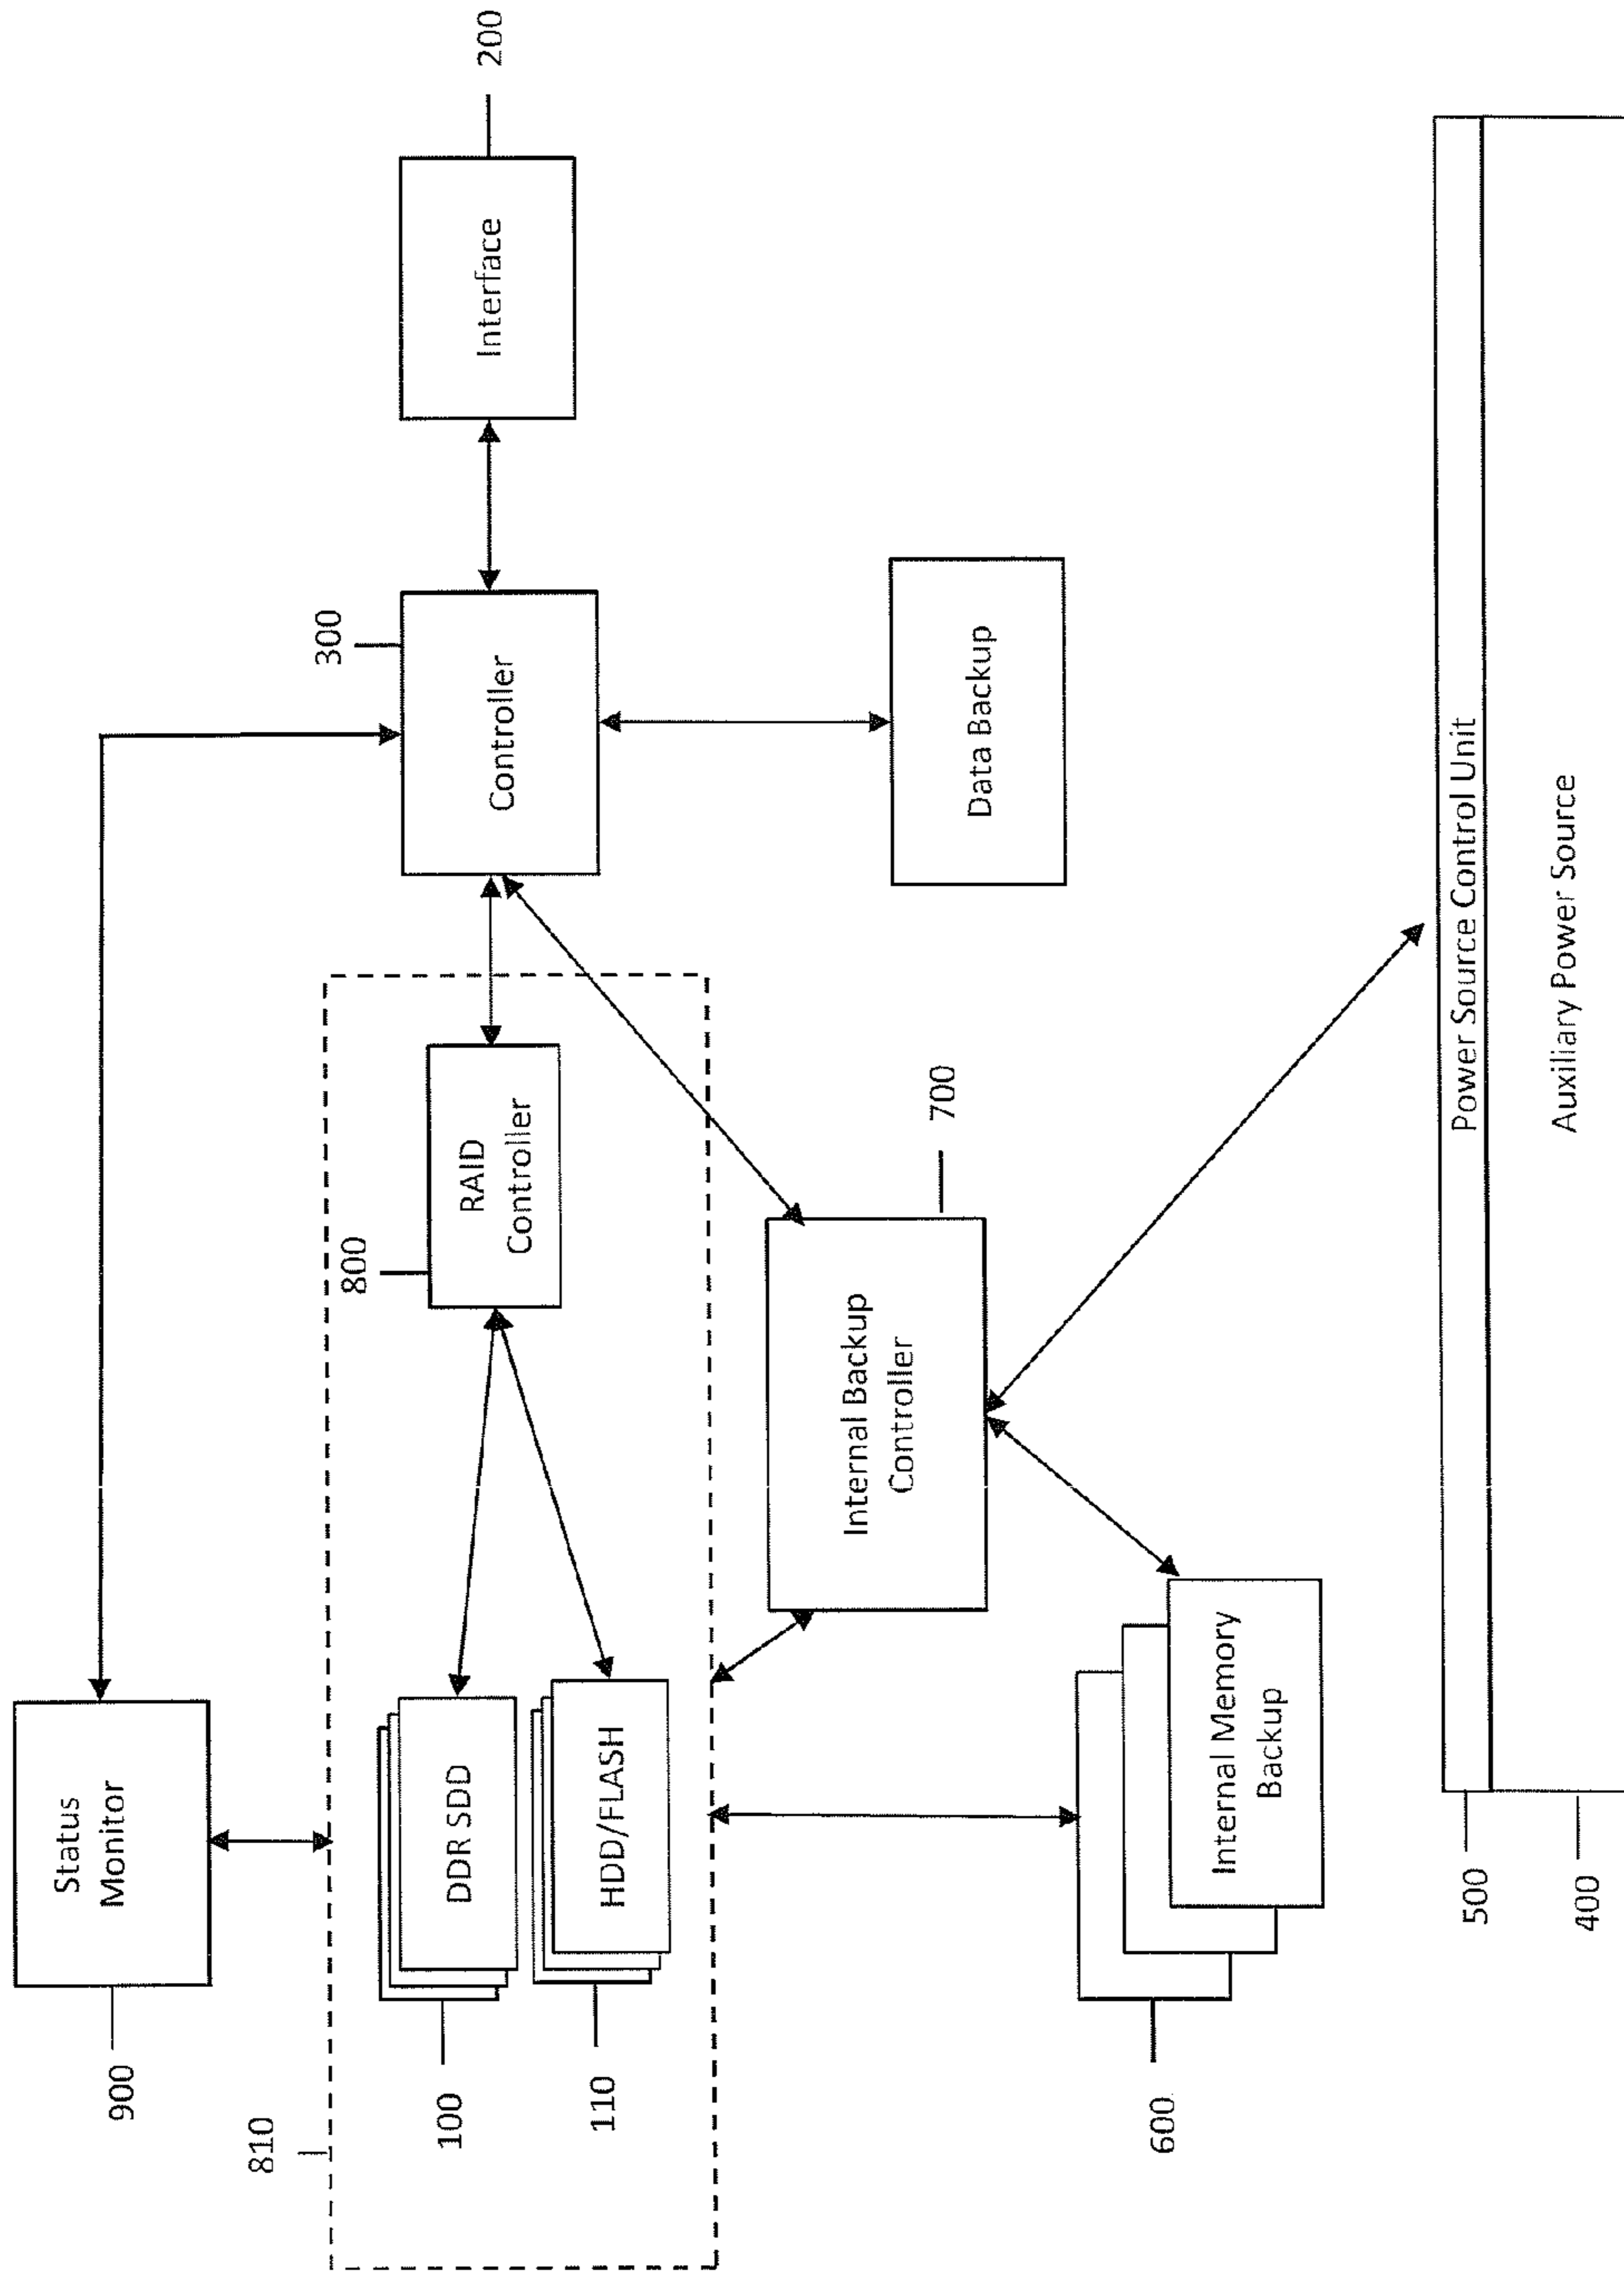 900
Status
Monitor
810
100
DDR SDD
110
HDD/FLASH
800
RAID
Controller
300
Controller
Interface
200
Internal Backup
Controller
700
Data Backup
600
Internal Memory
Backup
500
Power Source Control Unit
400
Auxiliary Power Source